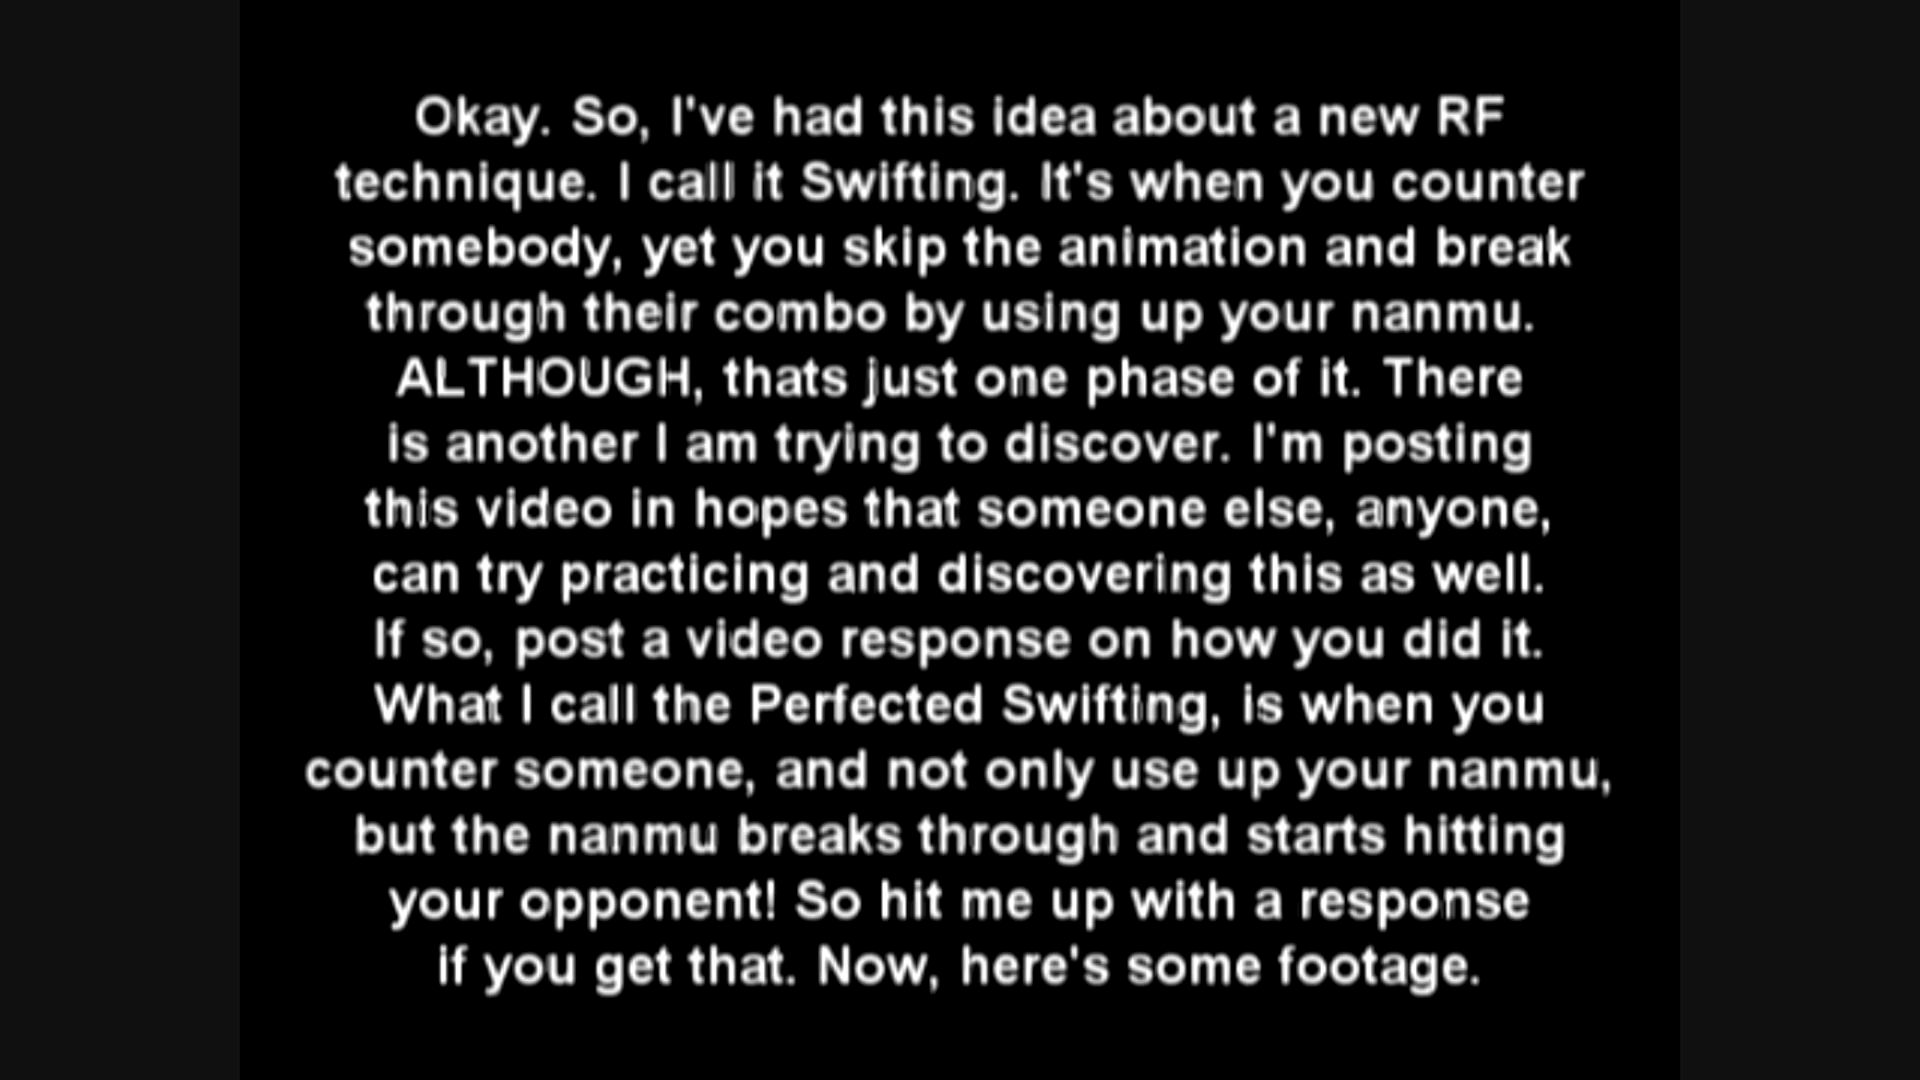 Okay. So, I've had this idea about a new RF
technique. I call it Swifting. It's when you counter
somebody, yet you skip the animation and break
through their combo by using up your nanmu.
ALTHOUGH, thats just one phase of it. There
is another I am trying to discover. I'm posting
this video in hopes that someone else, anyone,
can try practicing and discovering this as well.
If so, post a video response on how you did it.
What I call the Perfected Swifting, is when you
counter someone, and not only use up your nanmu,
but the nanmu breaks through and starts hitting
your opponent! So hit me up with a response
if you get that. Now, here's some footage.